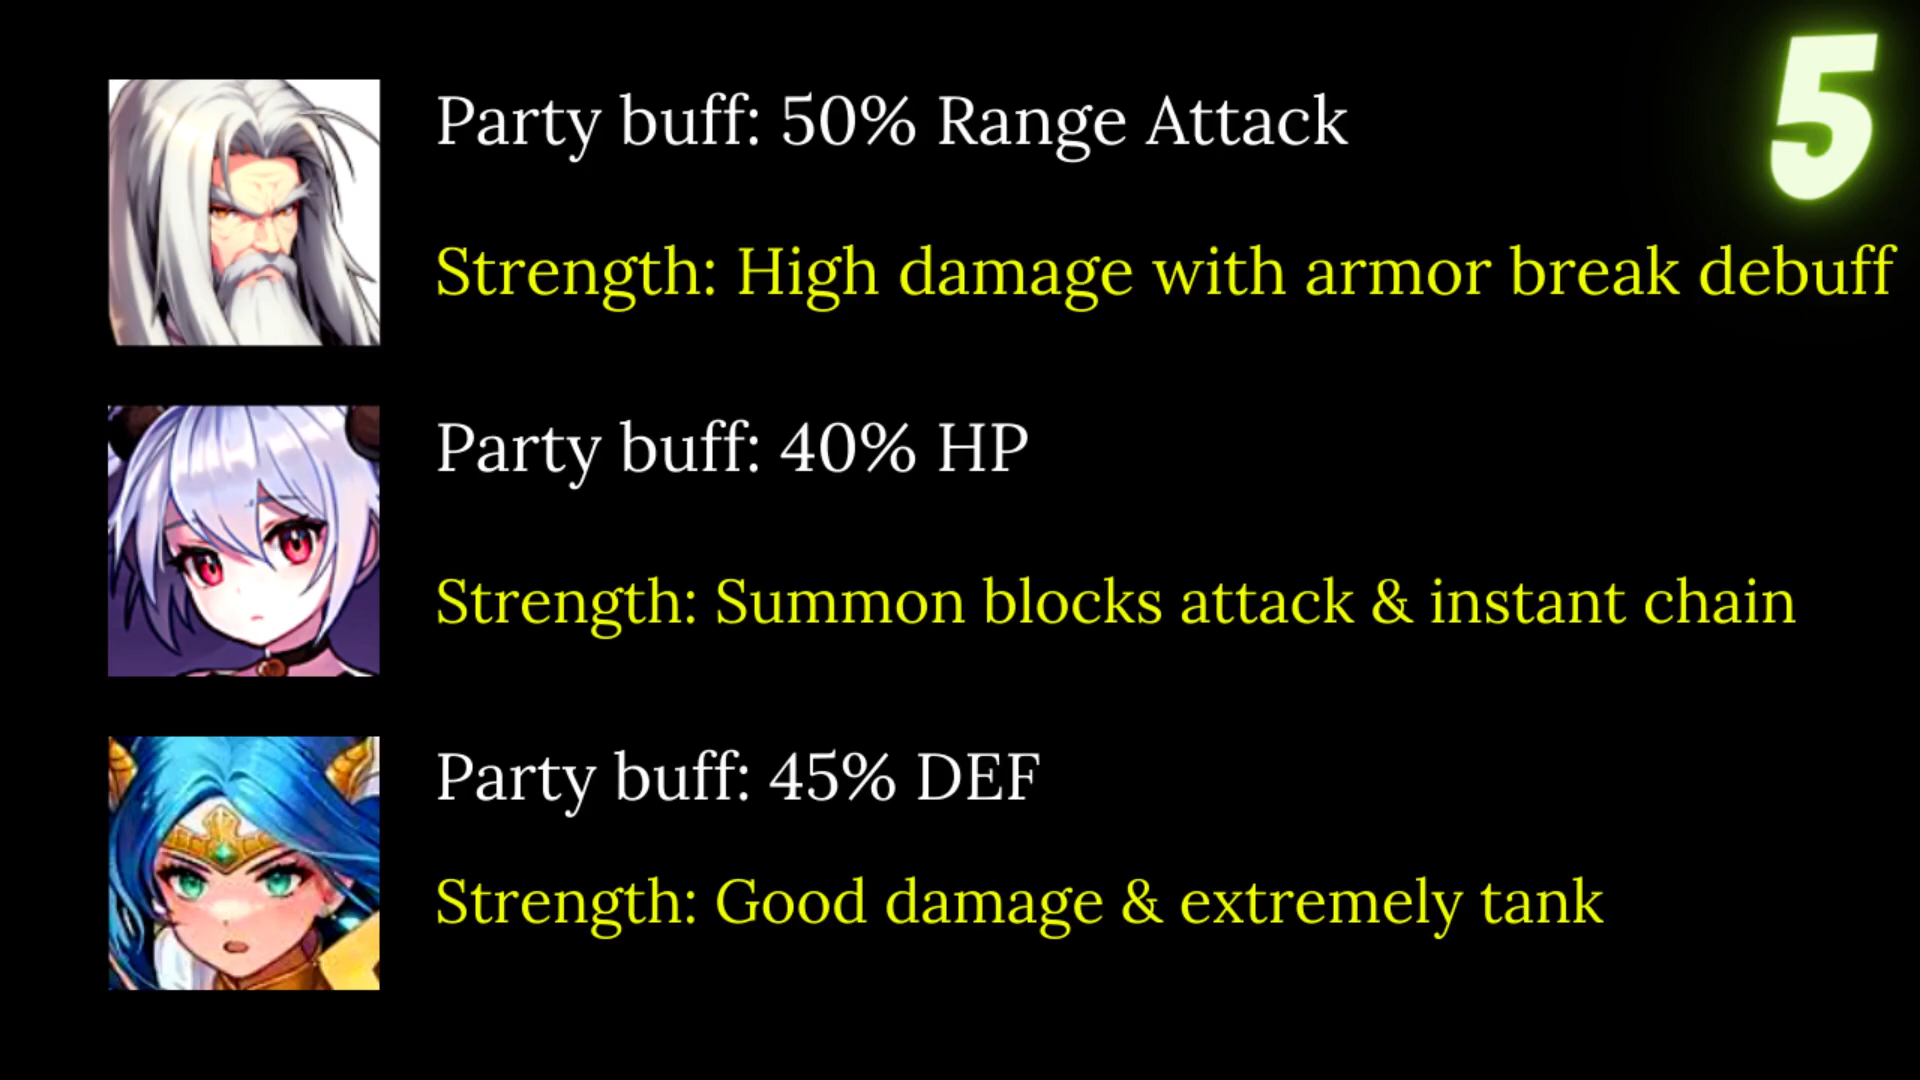 5
Party buff: 50% Range Attack
Strength: High damage with armor break debuff
Party buff: 40% HP
Strength: Summon blocks attack & instant chain
Party buff: 45% DEF
Strength: Good damage & extremely tank